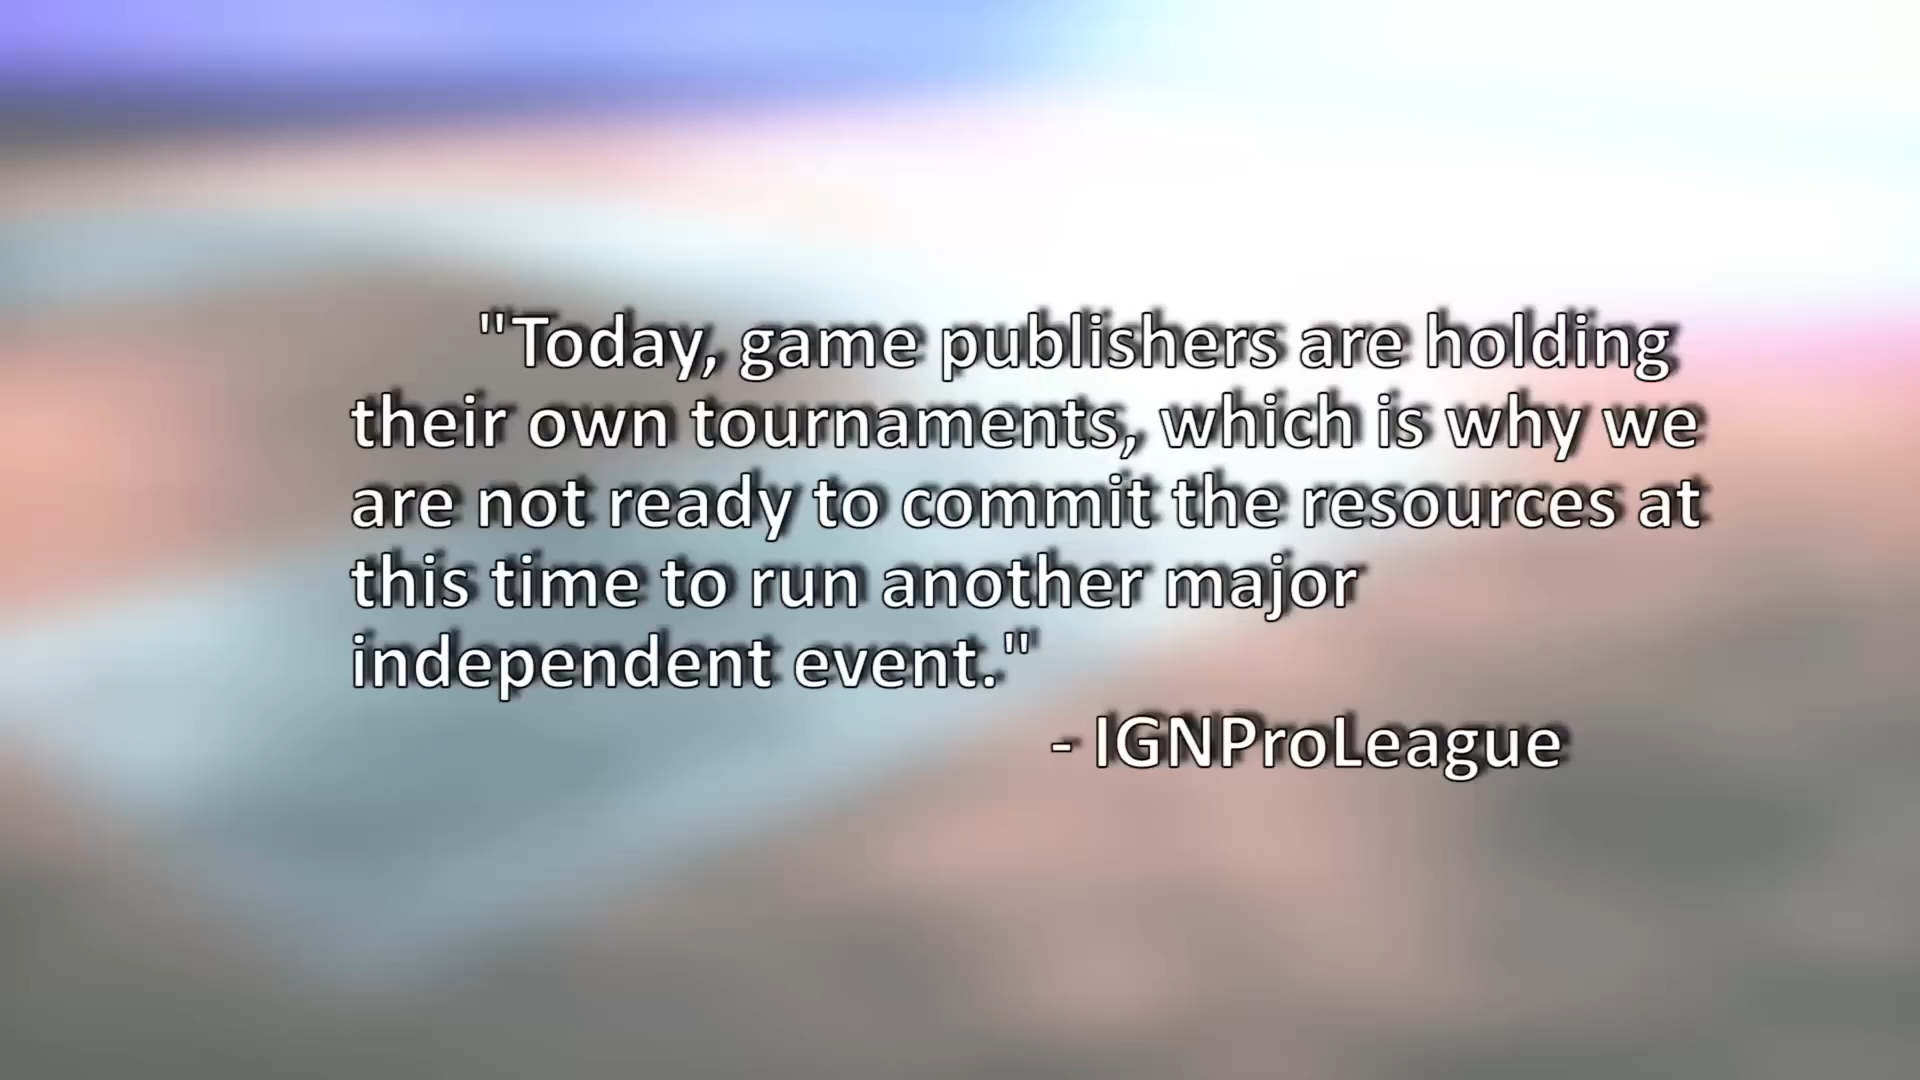 "Today, game publishers are holding
their own tournaments, which is why we
are not ready to commit the resources at
this time to run another major
independent event."
- IGNProLeague